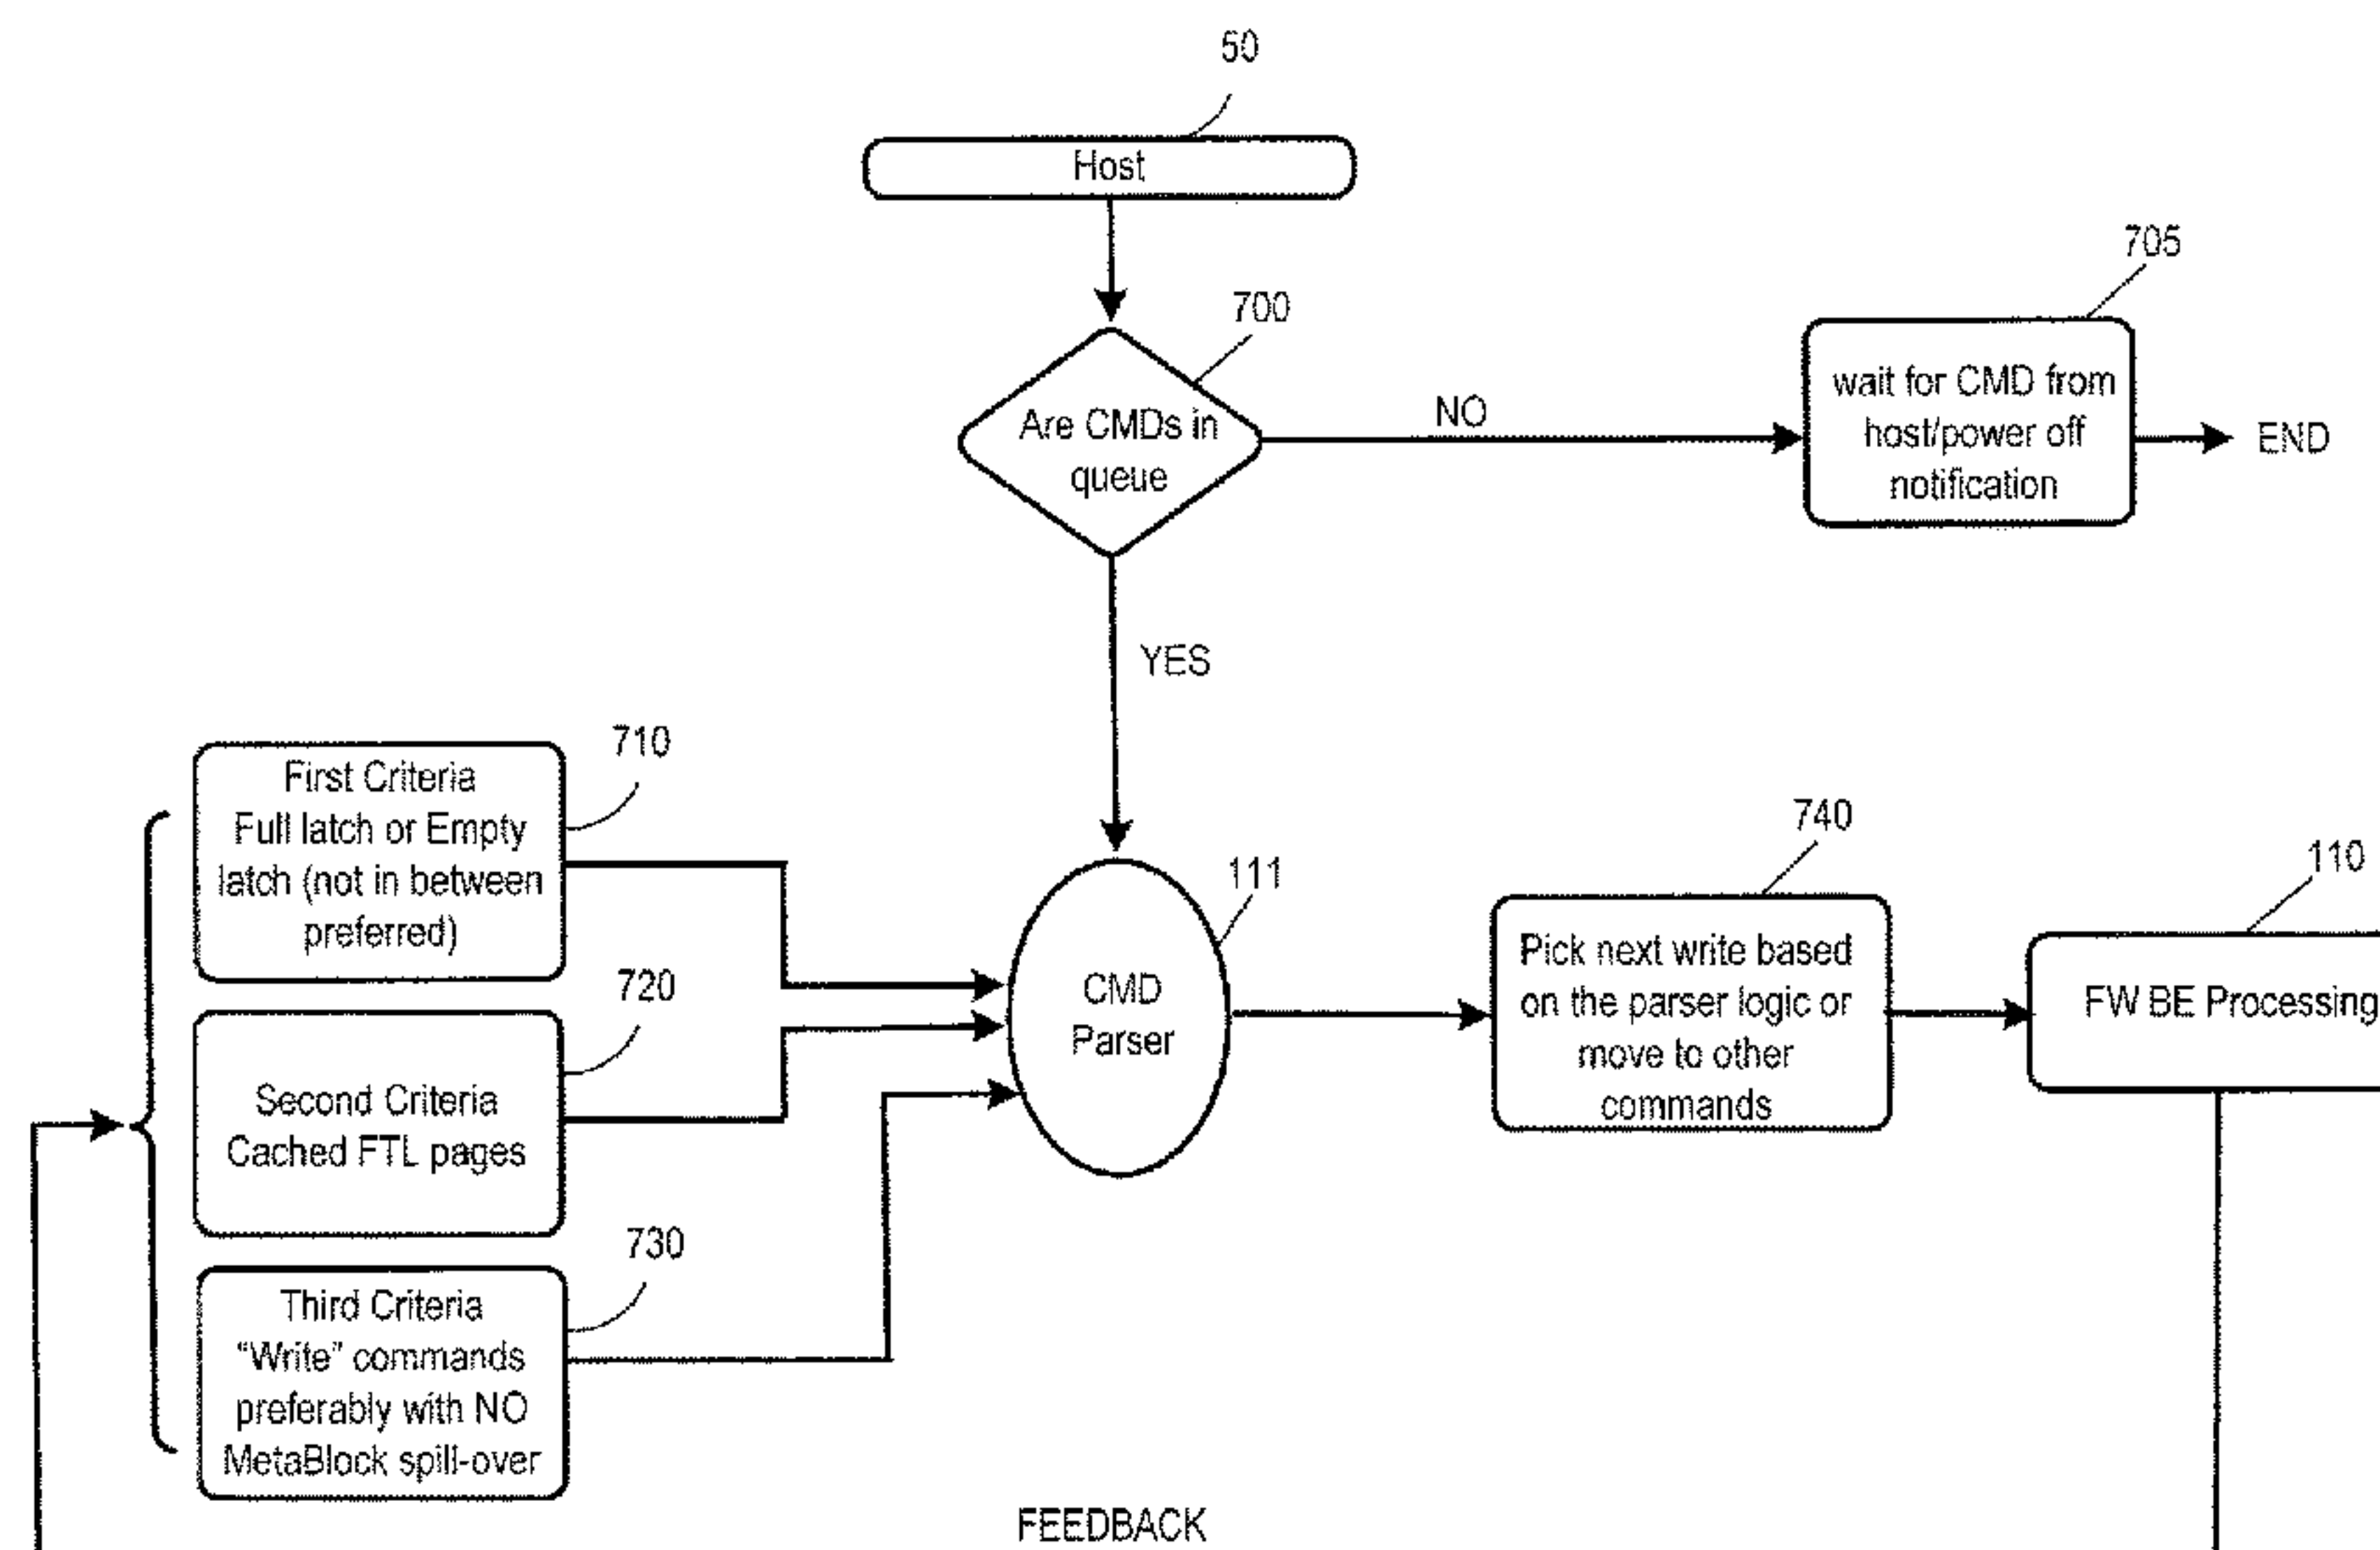 50
Host
705
700
wait for CMD from
host/power off
notification
Are CMDs in
queue
NO
END
YES
710
First Criteria
Full latch or Empty
latch (not in between
preferred)
740
110
111
Pick next write based
on the parser logic or
move to other
commands
FW BE Processing
CMD
Parser
720
Second Criteria
Cached FTL pages
730
Third Criteria
“Write” commands
preferably with NO
MetaBlock spill-over
FEEDBACK